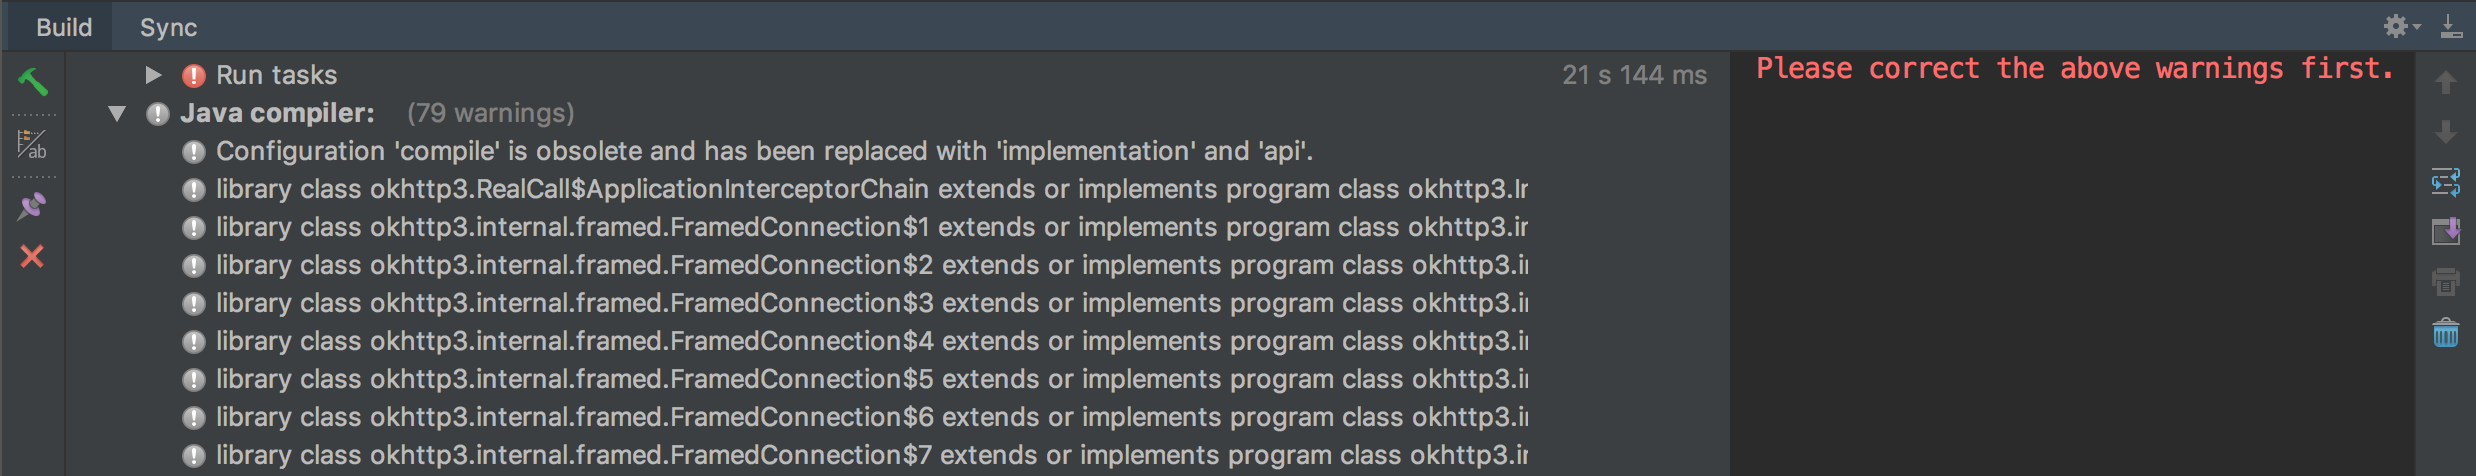 Build Sync
Run tasks 21 s 144 ms
Java compiler: (79 warnings)
Configuration 'compile' is obsolete and has been replaced with 'implementation' and 'api'.
library class okhttp3.RealCall$ApplicationInterceptorChain extends or implements program class okhttp3.
library class okhttp3.internal.framed.FramedConnection$1 extends or implements program class okhttp3.i
library class okhttp3.internal.framed.FramedConnection$2 extends or implements program class okhttp3.i
library class okhttp3.internal.framed.FramedConnection$3 extends or implements program class okhttp3.i
library class okhttp3.internal.framed.FramedConnection$4 extends or implements program class okhttp3.i
library class okhttp3.internal.framed.FramedConnection$5 extends or implements program class okhttp3.i
library class okhttp3.internal.framed.FramedConnection$6 extends or implements program class okhttp3.i
library class okhttp3.internal.framed.FramedConnection$7 extends or implements program class okhttp3.i
Please correct the above warnings first.